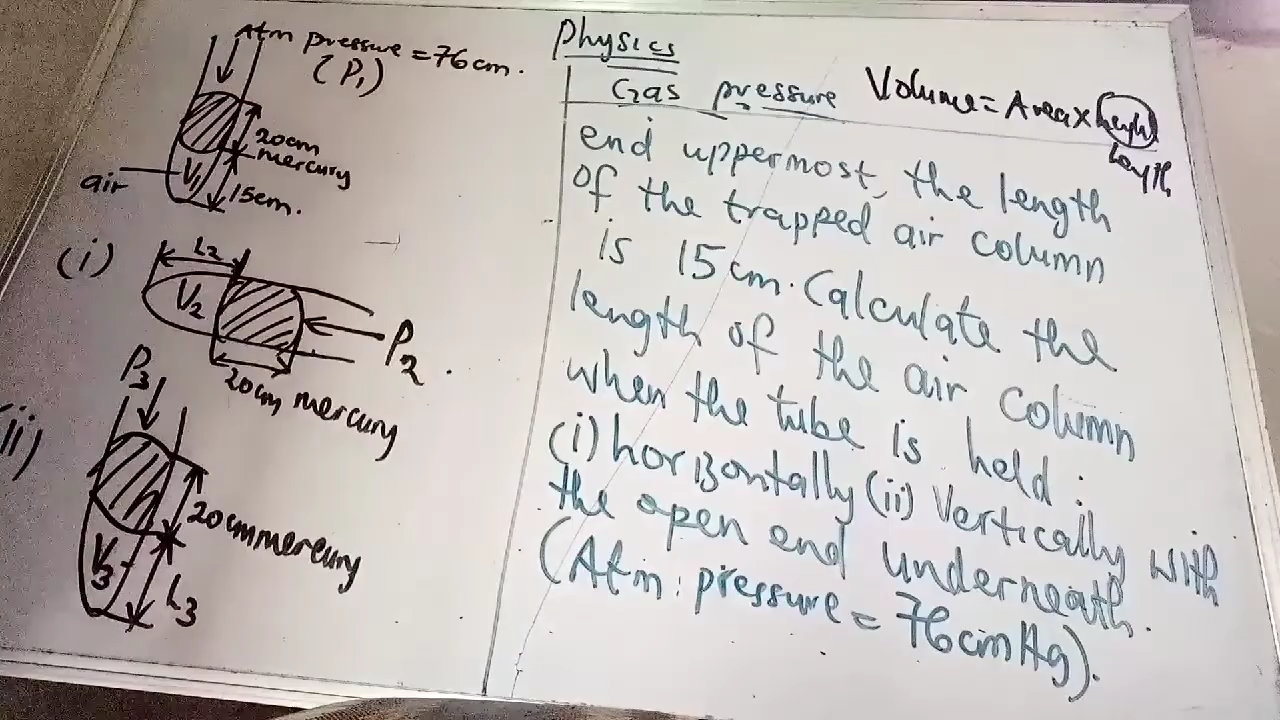 Physics
Gas pressure
Volume = Area x height
length
Atm pressure = 76cm.
(P1)
20cm
mercury
air
V1
15cm.
(i)
L2
V2
P2.
20cm mercury
P3
ii)
20cm mercury
V3
L3
end uppermost, the length
of the trapped air column
is 15cm. Calculate the
length of the air column
when the tube is held:
(i) horizontally (ii) Vertically with
the open end underneath.
(Atm: pressure = 76cmHg).